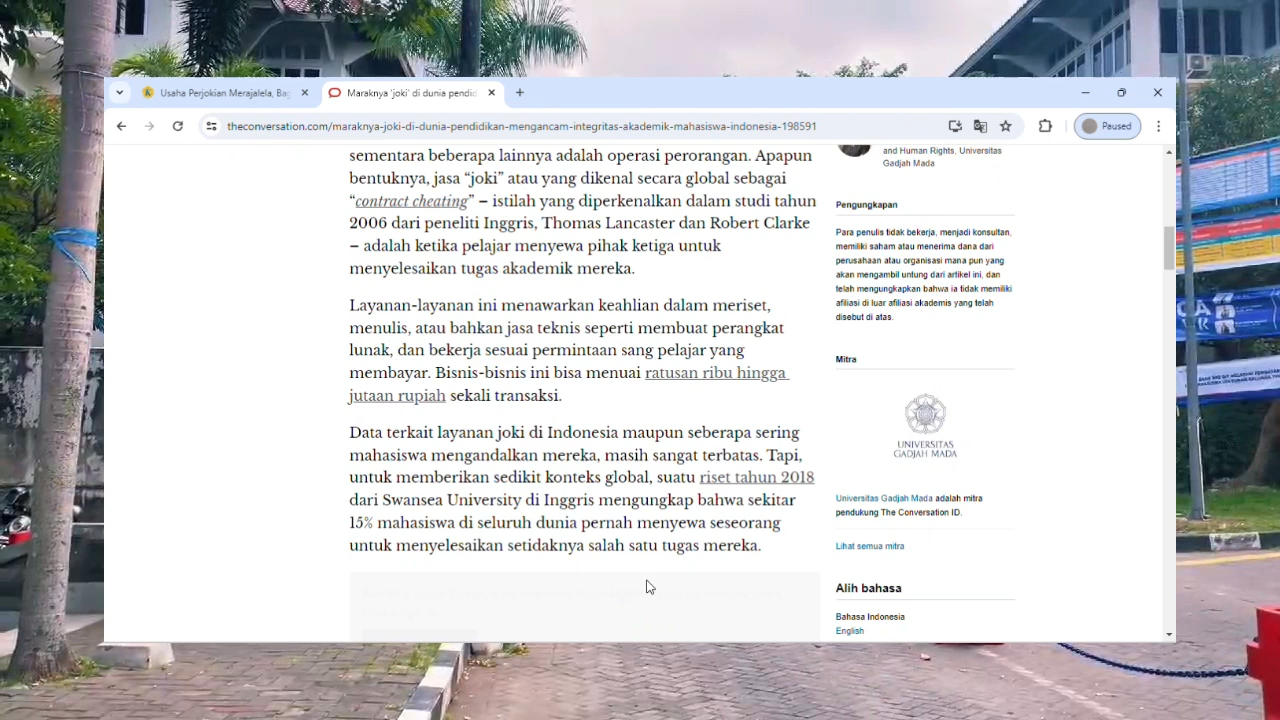 Usaha Perjokian Merajalela, Bag
Maraknya 'joki' di dunia pendid
theconversation.com/maraknya-joki-di-dunia-pendidikan-mengancam-integritas-akademik-mahasiswa-indonesia-198591
Paused
sementara beberapa lainnya adalah operasi perorangan. Apapun
bentuknya, jasa “joki” atau yang dikenal secara global sebagai
“contract cheating” – istilah yang diperkenalkan dalam studi tahun
2006 dari peneliti Inggris, Thomas Lancaster dan Robert Clarke
– adalah ketika pelajar menyewa pihak ketiga untuk
menyelesaikan tugas akademik mereka.
Layanan-layanan ini menawarkan keahlian dalam meriset,
menulis, atau bahkan jasa teknis seperti membuat perangkat
lunak, dan bekerja sesuai permintaan sang pelajar yang
membayar. Bisnis-bisnis ini bisa menuai ratusan ribu hingga
jutaan rupiah sekali transaksi.
Data terkait layanan joki di Indonesia maupun seberapa sering
mahasiswa mengandalkan mereka, masih sangat terbatas. Tapi,
untuk memberikan sedikit konteks global, suatu riset tahun 2018
dari Swansea University di Inggris mengungkap bahwa sekitar
15% mahasiswa di seluruh dunia pernah menyewa seseorang
untuk menyelesaikan setidaknya salah satu tugas mereka.
and Human Rights, Universitas
Gadjah Mada
Pengungkapan
Para penulis tidak bekerja, menjadi konsultan,
memiliki saham atau menerima dana dari
perusahaan atau organisasi mana pun yang
akan mengambil untung dari artikel ini, dan
telah mengungkapkan bahwa ia tidak memiliki
afiliasi di luar afiliasi akademis yang telah
disebut di atas.
Mitra
UNIVERSITAS
GADJAH MADA
Universitas Gadjah Mada adalah mitra
pendukung The Conversation ID.
Lihat semua mitra
Alih bahasa
Bahasa Indonesia
English